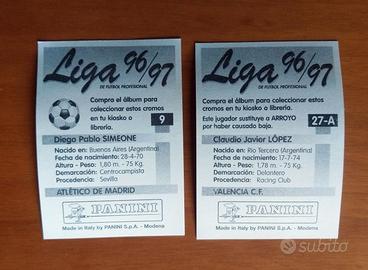 Liga 96/97
DE FUTBOL PROFESIONAL
Compra el álbum para
coleccionar estos cromos
en tu kiosko o
librería.
9
Diego Pablo SIMEONE
Nacido en: Buenos Aires (Argentina)
Fecha de nacimiento: 28-4-70
Altura - Peso: 1,80 m. - 75 Kg.
Demarcación: Centrocampista
Procedencia: Sevilla
ATLÉTICO DE MADRID
PANINI
Made in Italy by PANINI S.p.A. - Modena
Liga 96/97
DE FUTBOL PROFESIONAL
Compra el álbum para coleccionar estos
cromos en tu kiosko o librería.
Este jugador sustituye a ARROYO
por haber causado baja.
27-A
Claudio Javier LÓPEZ
Nacido en: Río Tercero (Argentina)
Fecha de nacimiento: 17-7-74
Altura - Peso: 1,78 m. - 75 Kg.
Demarcación: Delantero
Procedencia: Racing Club
VALENCIA C.F.
PANINI
Made in Italy by PANINI S.p.A. - Modena
subito